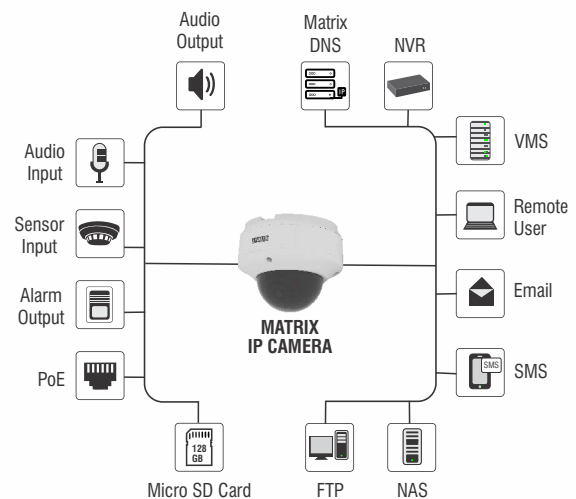 Audio
Output
Matrix
DNS
NVR
IP
VMS
Audio
Input
Remote
User
Sensor
Input
MATRIX
IP CAMERA
Email
Alarm
Output
SMS
SMS
PoE
128
GB
Micro SD Card
FTP
NAS